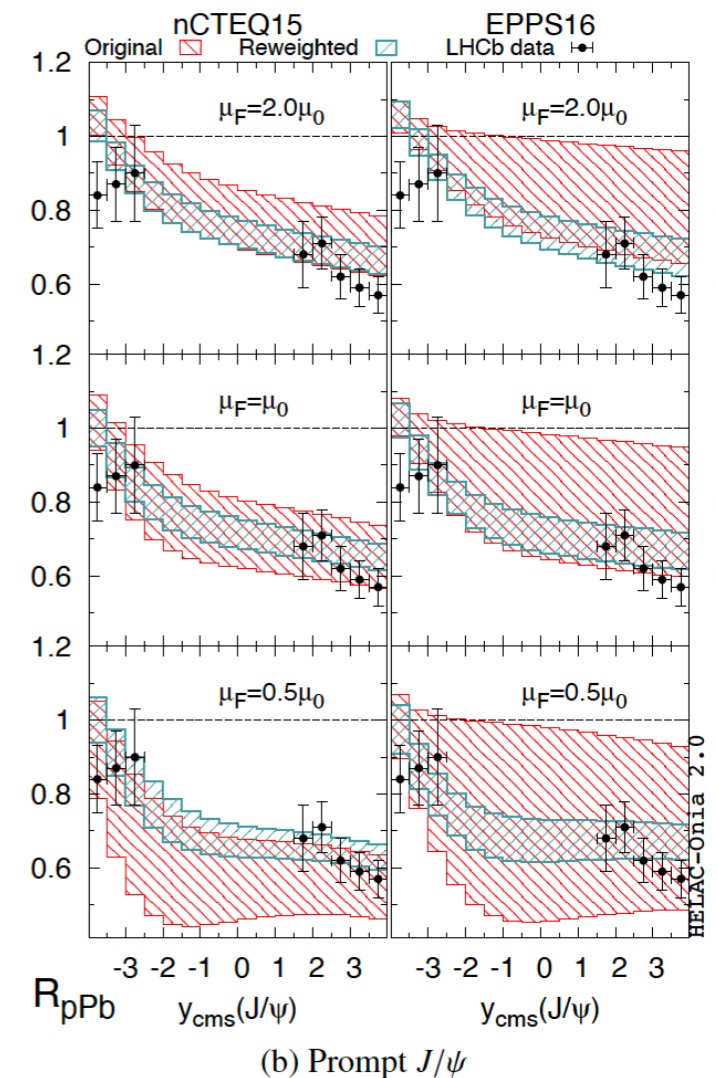 nCTEQ15 EPPS16
Original Reweighted LHCb data
1.2
μF=2.0μ0 μF=2.0μ0
1
0.8
0.6
1.2
μF=μ0 μF=μ0
1
0.8
0.6
1.2
μF=0.5μ0 μF=0.5μ0
1
0.8
0.6
HELAC-Onia 2.0
-3 -2 -1 0 1 2 3 -3 -2 -1 0 1 2 3
RpPb ycms(J/ψ) ycms(J/ψ)
(b) Prompt J/ψ